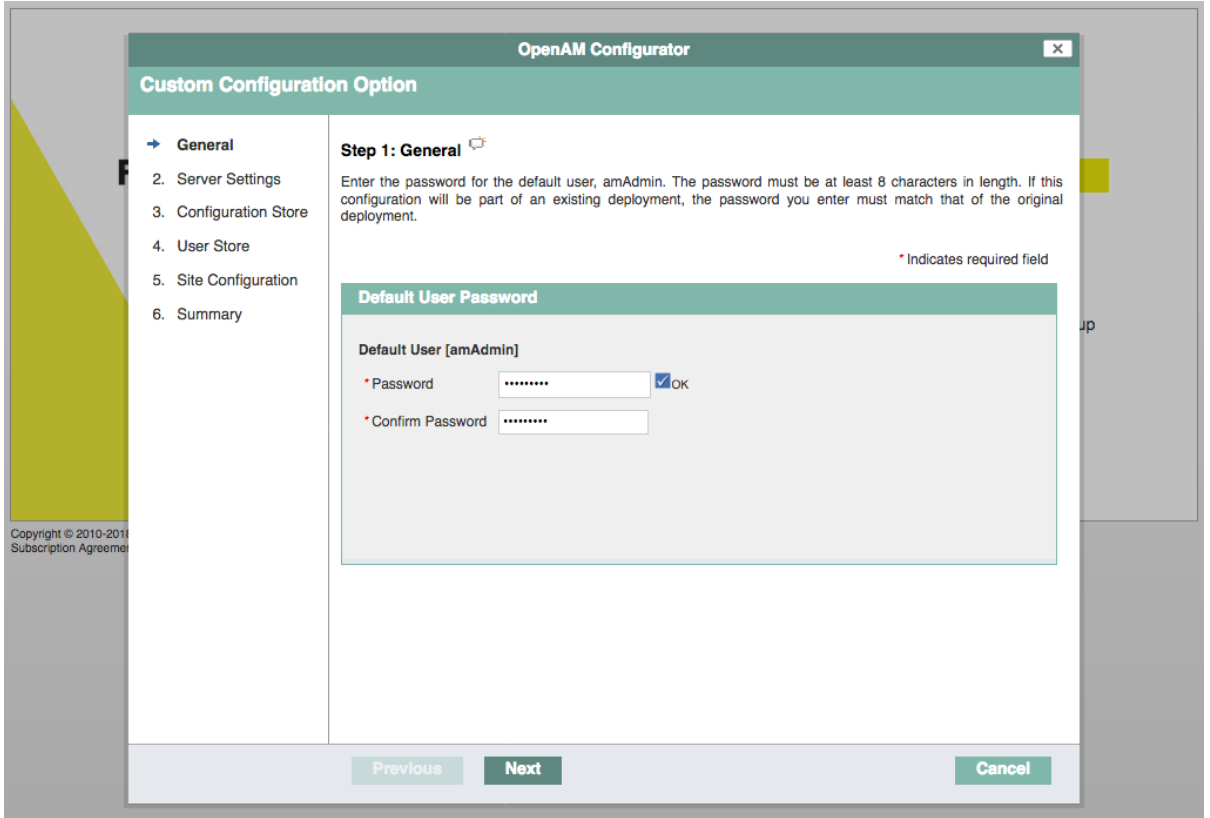 OpenAM Configurator
Custom Configuration Option
General
2. Server Settings
3. Configuration Store
4. User Store
5. Site Configuration
6. Summary
Step 1: General
Enter the password for the default user, amAdmin. The password must be at least 8 characters in length. If this
configuration will be part of an existing deployment, the password you enter must match that of the original
deployment.
* Indicates required field
Default User Password
Default User [amAdmin]
* Password ••••••••• OK
* Confirm Password •••••••••
up
Copyright © 2010-2018
Subscription Agreeme
Previous Next Cancel